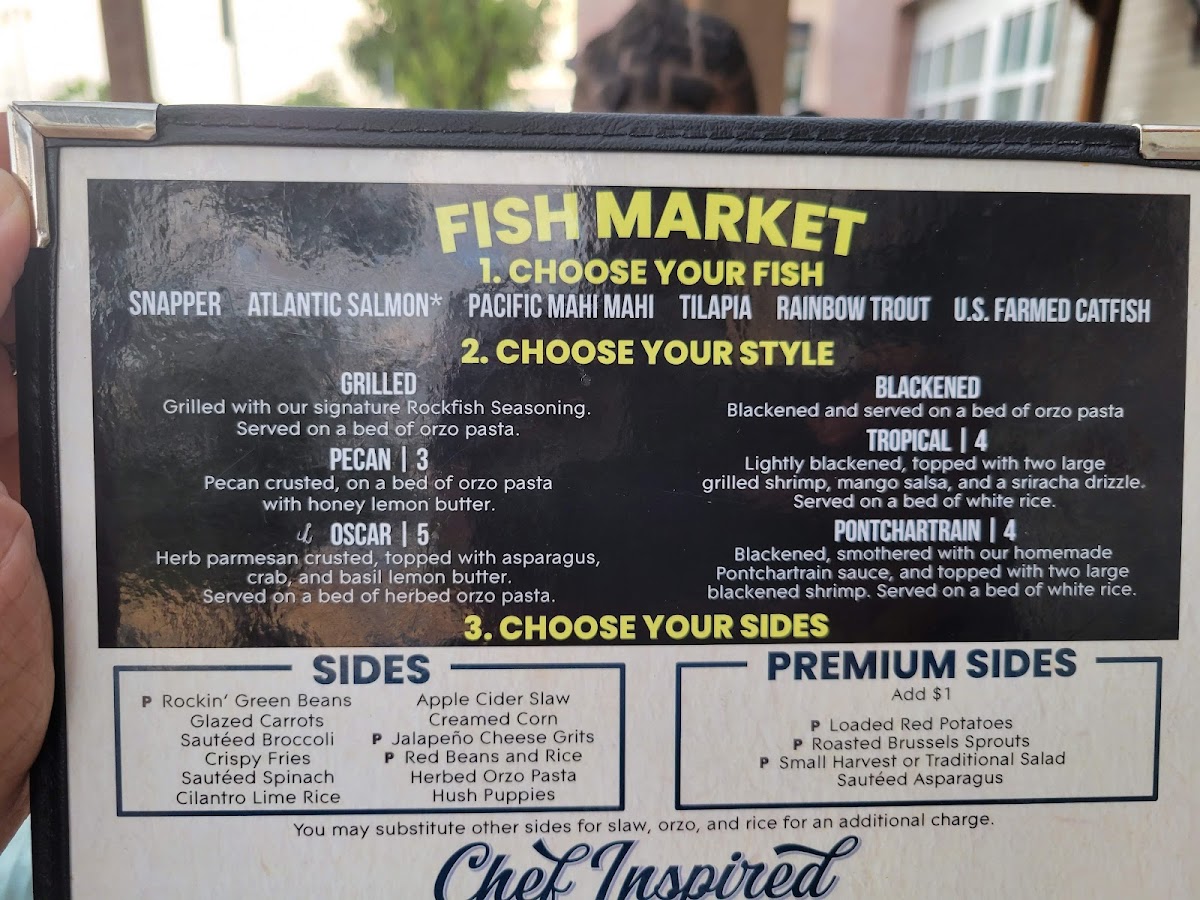 FISH MARKET
1. CHOOSE YOUR FISH
SNAPPER ATLANTIC SALMON* PACIFIC MAHI MAHI TILAPIA RAINBOW TROUT U.S. FARMED CATFISH
2. CHOOSE YOUR STYLE
GRILLED
Grilled with our signature Rockfish Seasoning.
Served on a bed of orzo pasta.
PECAN | 3
Pecan crusted, on a bed of orzo pasta
with honey lemon butter.
OSCAR | 5
Herb parmesan crusted, topped with asparagus,
crab, and basil lemon butter.
Served on a bed of herbed orzo pasta.
BLACKENED
Blackened and served on a bed of orzo pasta
TROPICAL | 4
Lightly blackened, topped with two large
grilled shrimp, mango salsa, and a sriracha drizzle.
Served on a bed of white rice.
PONTCHARTRAIN | 4
Blackened, smothered with our homemade
Pontchartrain sauce, and topped with two large
blackened shrimp. Served on a bed of white rice.
3. CHOOSE YOUR SIDES
SIDES
P Rockin' Green Beans
Glazed Carrots
Sautéed Broccoli
Crispy Fries
Sautéed Spinach
Cilantro Lime Rice
Apple Cider Slaw
Creamed Corn
P Jalapeño Cheese Grits
P Red Beans and Rice
Herbed Orzo Pasta
Hush Puppies
PREMIUM SIDES
Add $1
P Loaded Red Potatoes
P Roasted Brussels Sprouts
P Small Harvest or Traditional Salad
Sautéed Asparagus
You may substitute other sides for slaw, orzo, and rice for an additional charge.
Chef Inspired